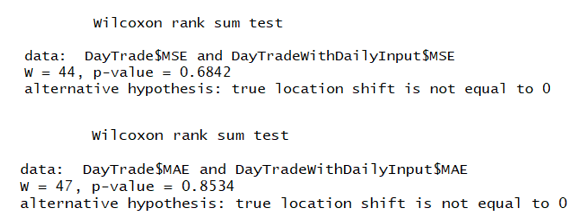 Wilcoxon rank sum test
data:  DayTrade$MSE and DayTradeWithDailyInput$MSE
W = 44, p-value = 0.6842
alternative hypothesis: true location shift is not equal to 0
Wilcoxon rank sum test
data:  DayTrade$MAE and DayTradeWithDailyInput$MAE
W = 47, p-value = 0.8534
alternative hypothesis: true location shift is not equal to 0